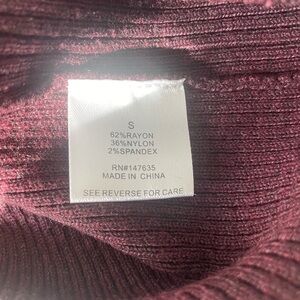 S
62%RAYON
36%NYLON
2%SPANDEX
RN#147635
MADE IN CHINA
SEE REVERSE FOR CARE